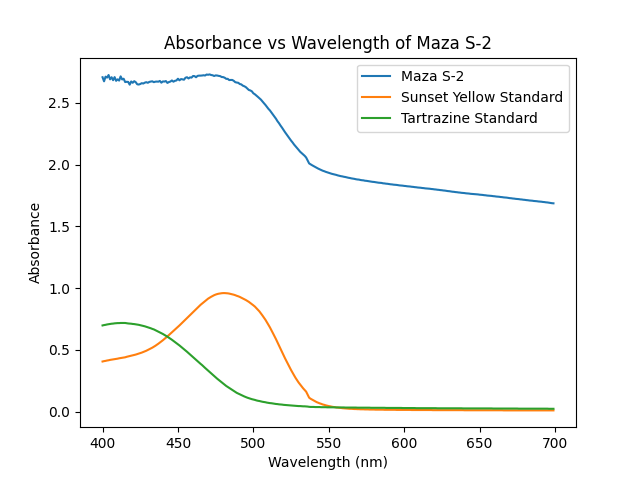 Absorbance vs Wavelength of Maza S-2
Maza S-2
Sunset Yellow Standard
Tartrazine Standard
Absorbance
2.5
2.0
1.5
1.0
0.5
0.0
400 450 500 550 600 650 700
Wavelength (nm)